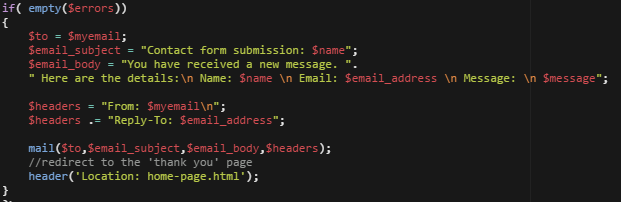 if( empty($errors))
{
$to = $myemail;
$email_subject = "Contact form submission: $name";
$email_body = "You have received a new message. ".
" Here are the details:\n Name: $name \n Email: $email_address \n Message: \n $message";
$headers = "From: $myemail\n";
$headers .= "Reply-To: $email_address";
mail($to,$email_subject,$email_body,$headers);
//redirect to the 'thank you' page
header('Location: home-page.html');
}